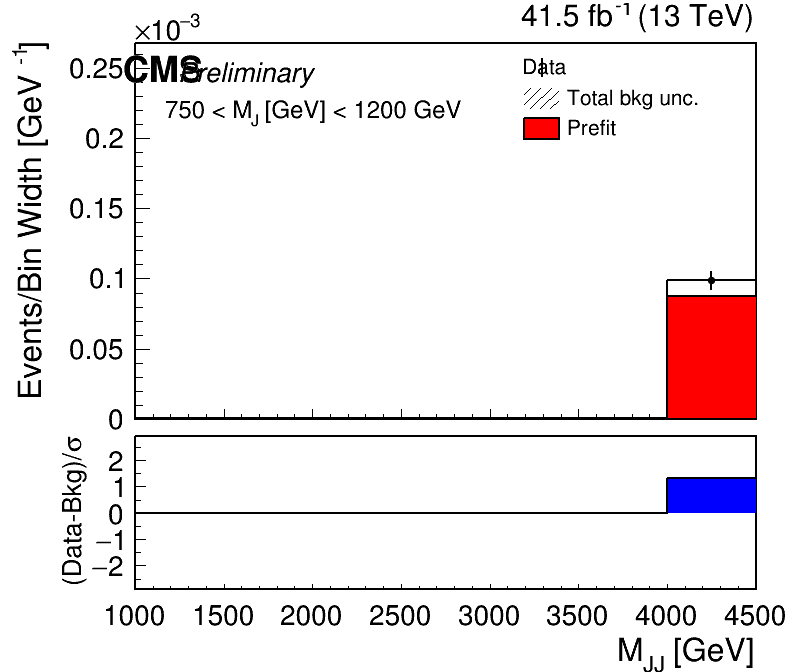 ×10⁻³
41.5 fb⁻¹ (13 TeV)
CMS Preliminary
Data
750 < M_J [GeV] < 1200 GeV
Total bkg unc.
Prefit
Events/Bin Width [GeV⁻¹]
0.25
0.2
0.15
0.1
0.05
0
(Data-Bkg)/σ
2
1
0
−1
−2
1000 1500 2000 2500 3000 3500 4000 4500
M_JJ [GeV]